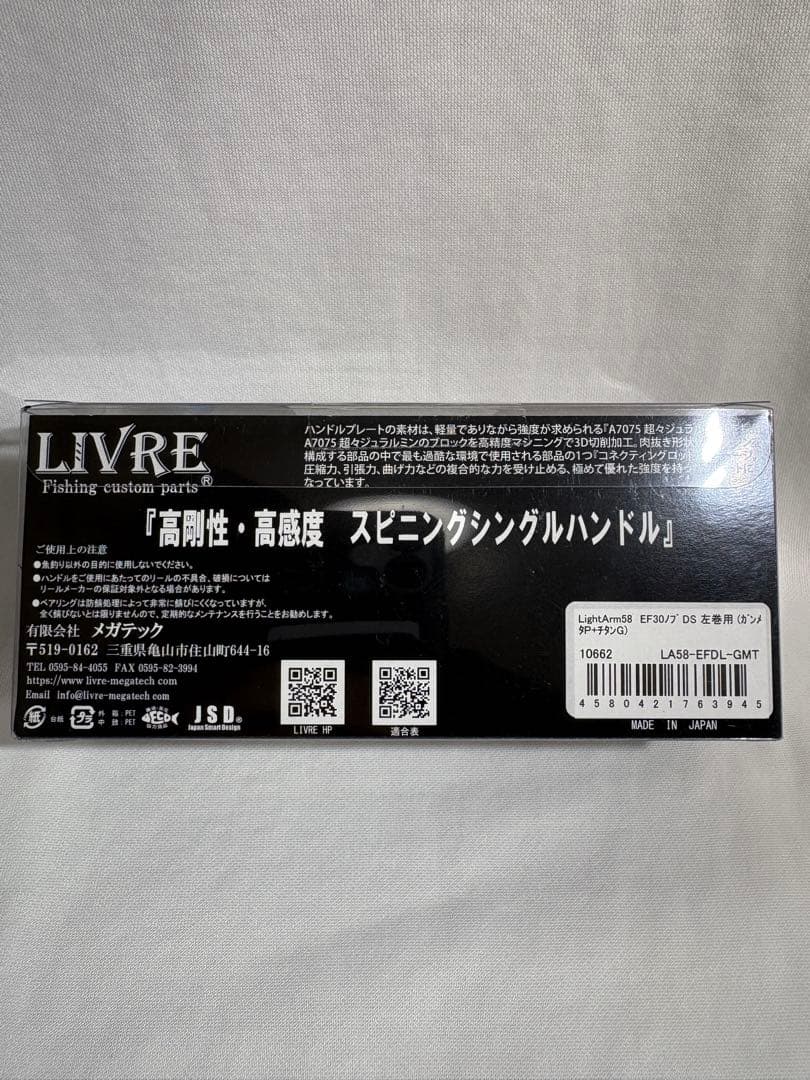 LIVRE
Fishing custom parts®
ハンドルプレートの素材は、軽量でありながら強度が求められる『A7075 超々ジュラル
A7075 超々ジュラルミンのブロックを高精度マシニングで3D切削加工。肉抜き形状
構成する部品の中で最も過酷な環境で使用される部品の1つ『コネクティングロット
圧縮力、引張力、曲げ力などの複合的な力を受け止める、極めて優れた強度を持つ
なっています。
『高剛性・高感度 スピニングシングルハンドル』
ご使用上の注意
●魚釣り以外の目的に使用しないでください。
●ハンドルをご使用にあたってのリールの不具合、破損については
リールメーカーの保証対象外となる場合があります。
●ベアリングは防錆処理によって非常に錆びにくくなっていますが、
全く錆びないとは限りませんので、定期的なメンテナンスを行うことをお勧めします。
有限会社 メガテック
〒519-0162 三重県亀山市住山町644-16
TEL 0595-84-4055 FAX 0595-82-3994
https://www.livre-megatech.com
Email info@livre-megatech.com
紙 台紙 プラ 外箱:PET
中敷:PET
JSD®
Japan Smart Design
LIVRE HP
適合表
LightArm58 EF30ﾉﾌﾞ DS 左巻用 (ｶﾞﾝﾒ
ﾀP+ﾁﾀﾝG)
10662 LA58-EFDL-GMT
4580421763945
MADE IN JAPAN